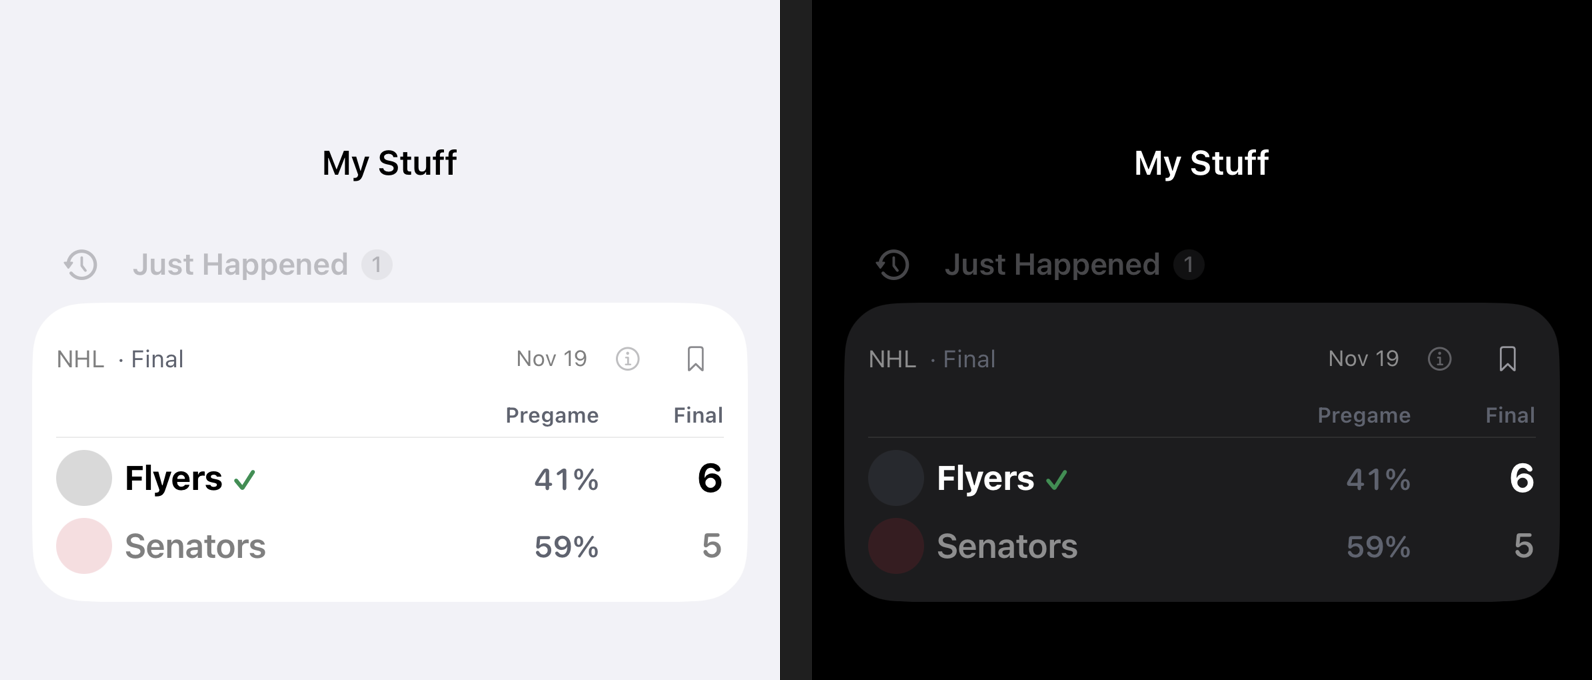 My Stuff
Just Happened 1
NHL · Final Nov 19
Pregame Final
Flyers 41% 6
Senators 59% 5
My Stuff
Just Happened 1
NHL · Final Nov 19
Pregame Final
Flyers 41% 6
Senators 59% 5